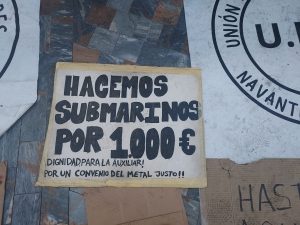 HACEMOS
SUBMARINOS
POR 1.000 €
¡DIGNIDAD PARA LA AUXILIAR!
POR UN CONVENIO DEL METAL JUSTO!!
UNIÓN
U.
NAVANT
HAST